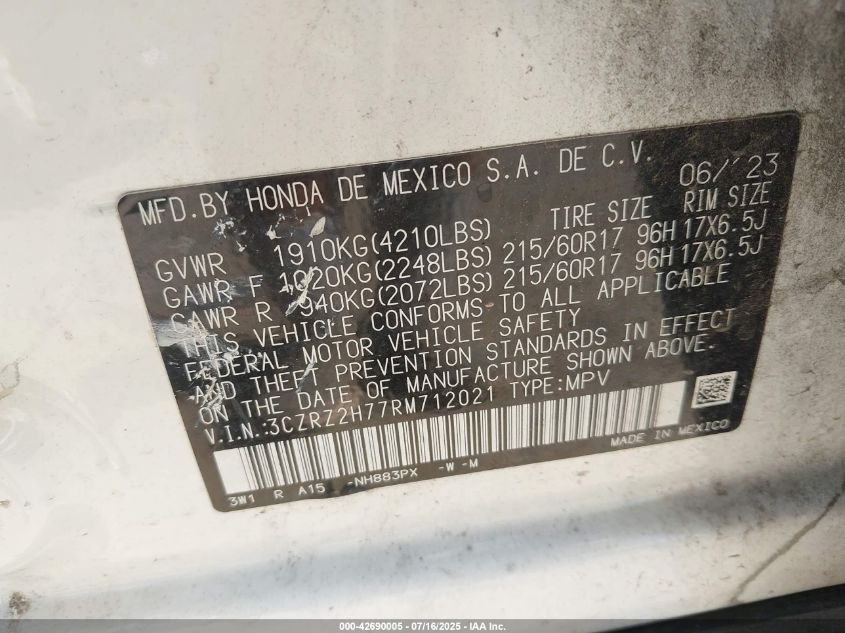 MFD.BY HONDA DE MEXICO S.A. DE C.V. 06/'23
TIRE SIZE RIM SIZE
GVWR 1910KG(4210LBS)
GAWR F 1020KG(2248LBS) 215/60R17 96H 17X6.5J
GAWR R 940KG(2072LBS) 215/60R17 96H 17X6.5J
THIS VEHICLE CONFORMS TO ALL APPLICABLE
FEDERAL MOTOR VEHICLE SAFETY
AND THEFT PREVENTION STANDARDS IN EFFECT
ON THE DATE OF MANUFACTURE SHOWN ABOVE.
V.I.N.:3CZRZ2H77RM712021 TYPE:MPV
MADE IN MEXICO
3W1 R A15 -NH883PX -W -M
000-42690005 - 07/16/2025 - IAA Inc.